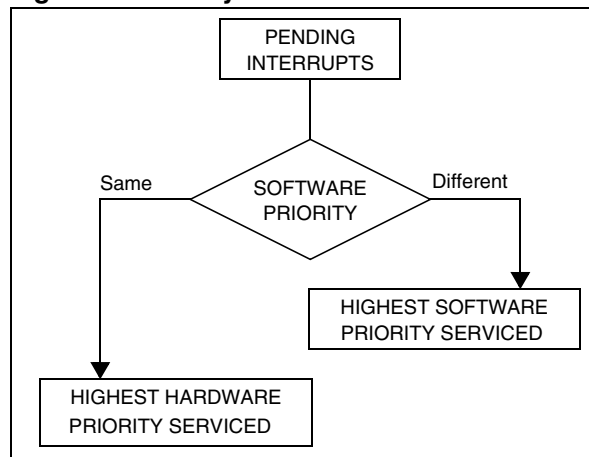 PENDING
INTERRUPTS
Same
SOFTWARE
PRIORITY
Different
HIGHEST SOFTWARE
PRIORITY SERVICED
HIGHEST HARDWARE
PRIORITY SERVICED